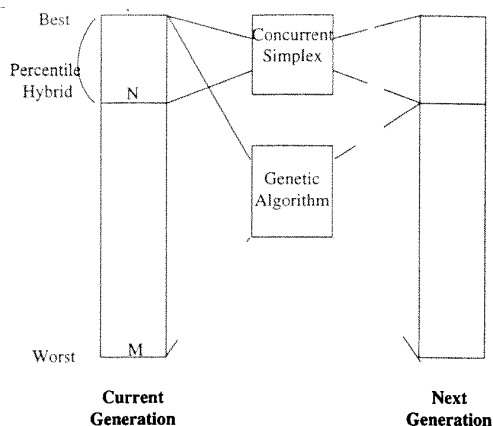 Best
Percentile
Hybrid
N
Concurrent
Simplex
Genetic
Algorithm
Worst
M
Current
Generation
Next
Generation